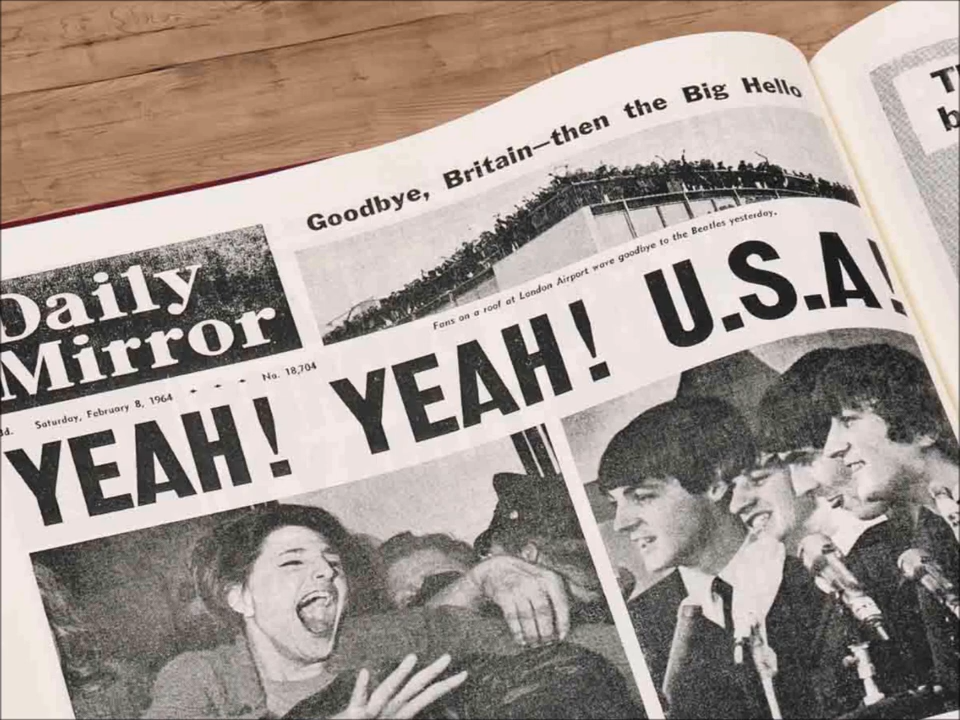 Goodbye, Britain—then the Big Hello
Daily
Mirror
Fans on a roof at London Airport wave goodbye to the Beatles yesterday.
3d. Saturday, February 8, 1964 No. 18,704
YEAH! YEAH! U.S.A!